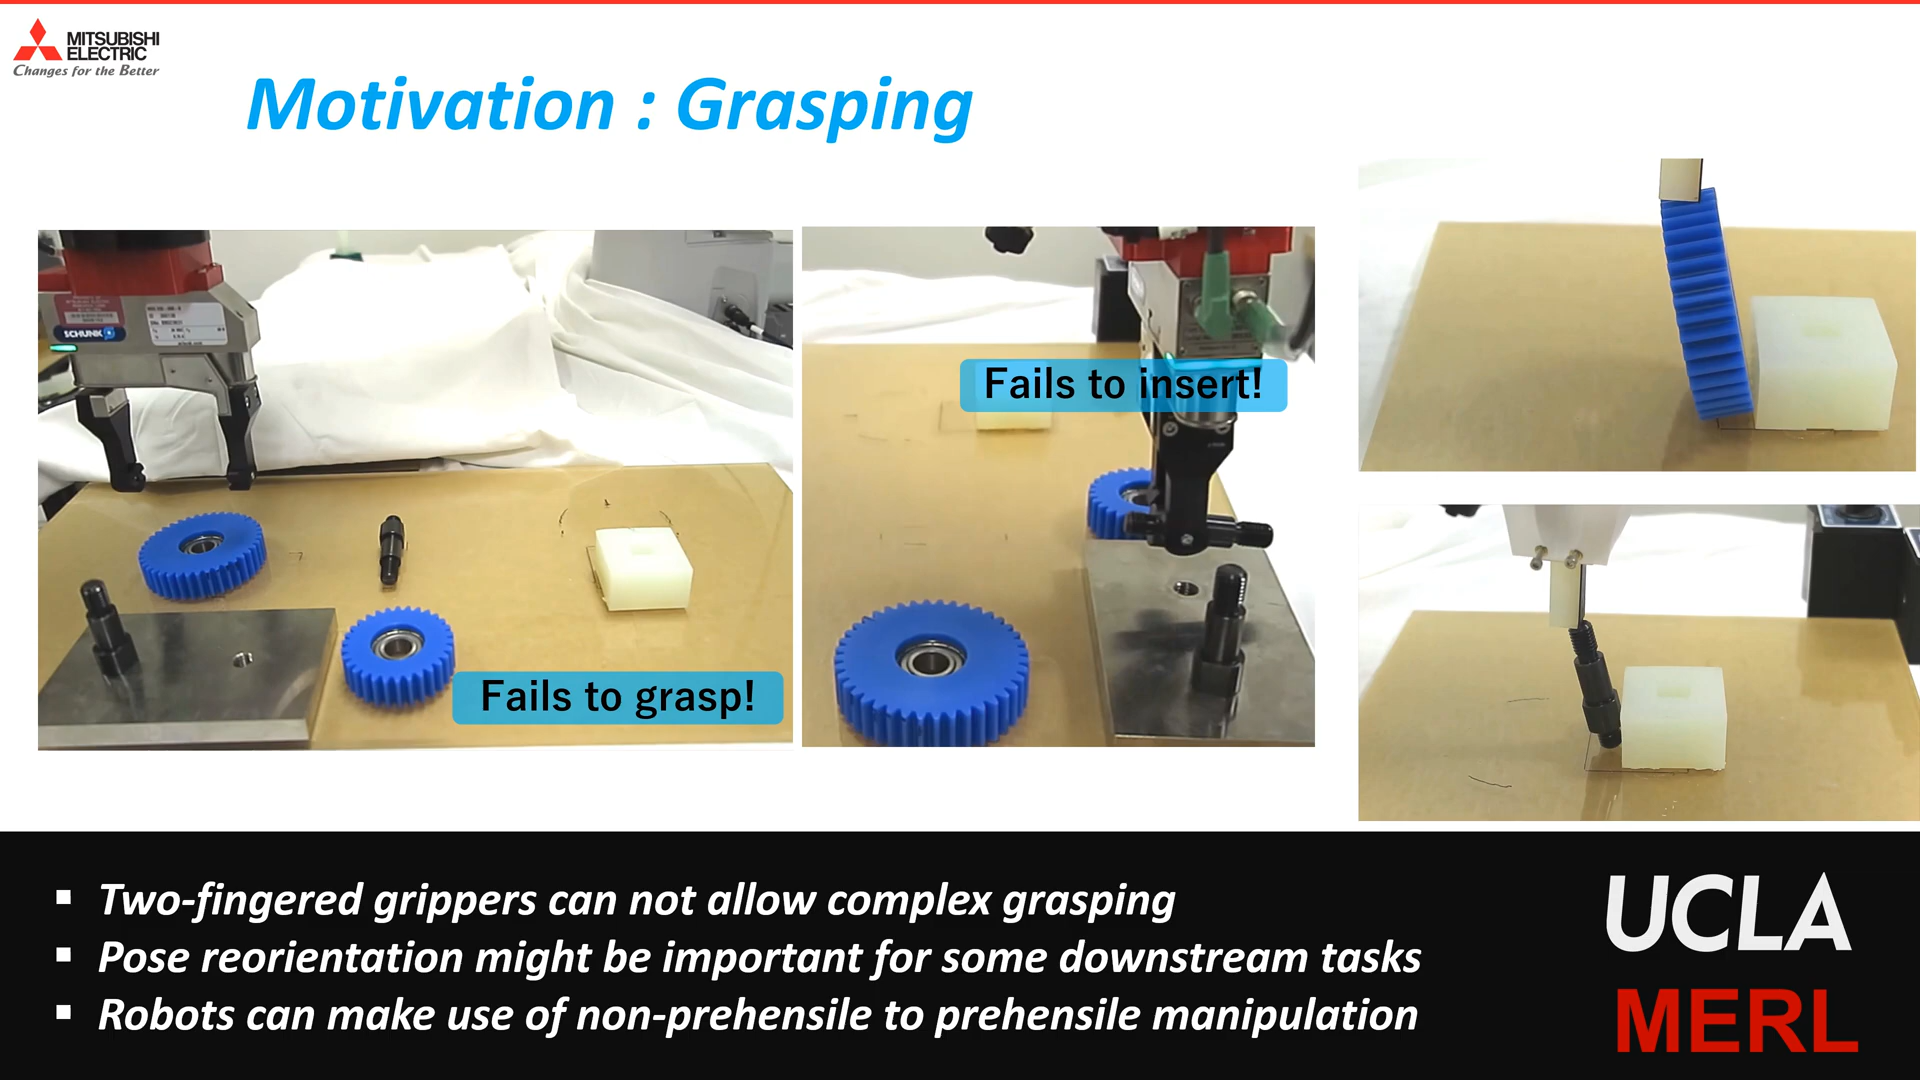 MITSUBISHI
ELECTRIC
Changes for the Better
Motivation : Grasping
SCHUNK
Fails to grasp!
Fails to insert!
▪ Two-fingered grippers can not allow complex grasping
▪ Pose reorientation might be important for some downstream tasks
▪ Robots can make use of non-prehensile to prehensile manipulation
UCLA
MERL